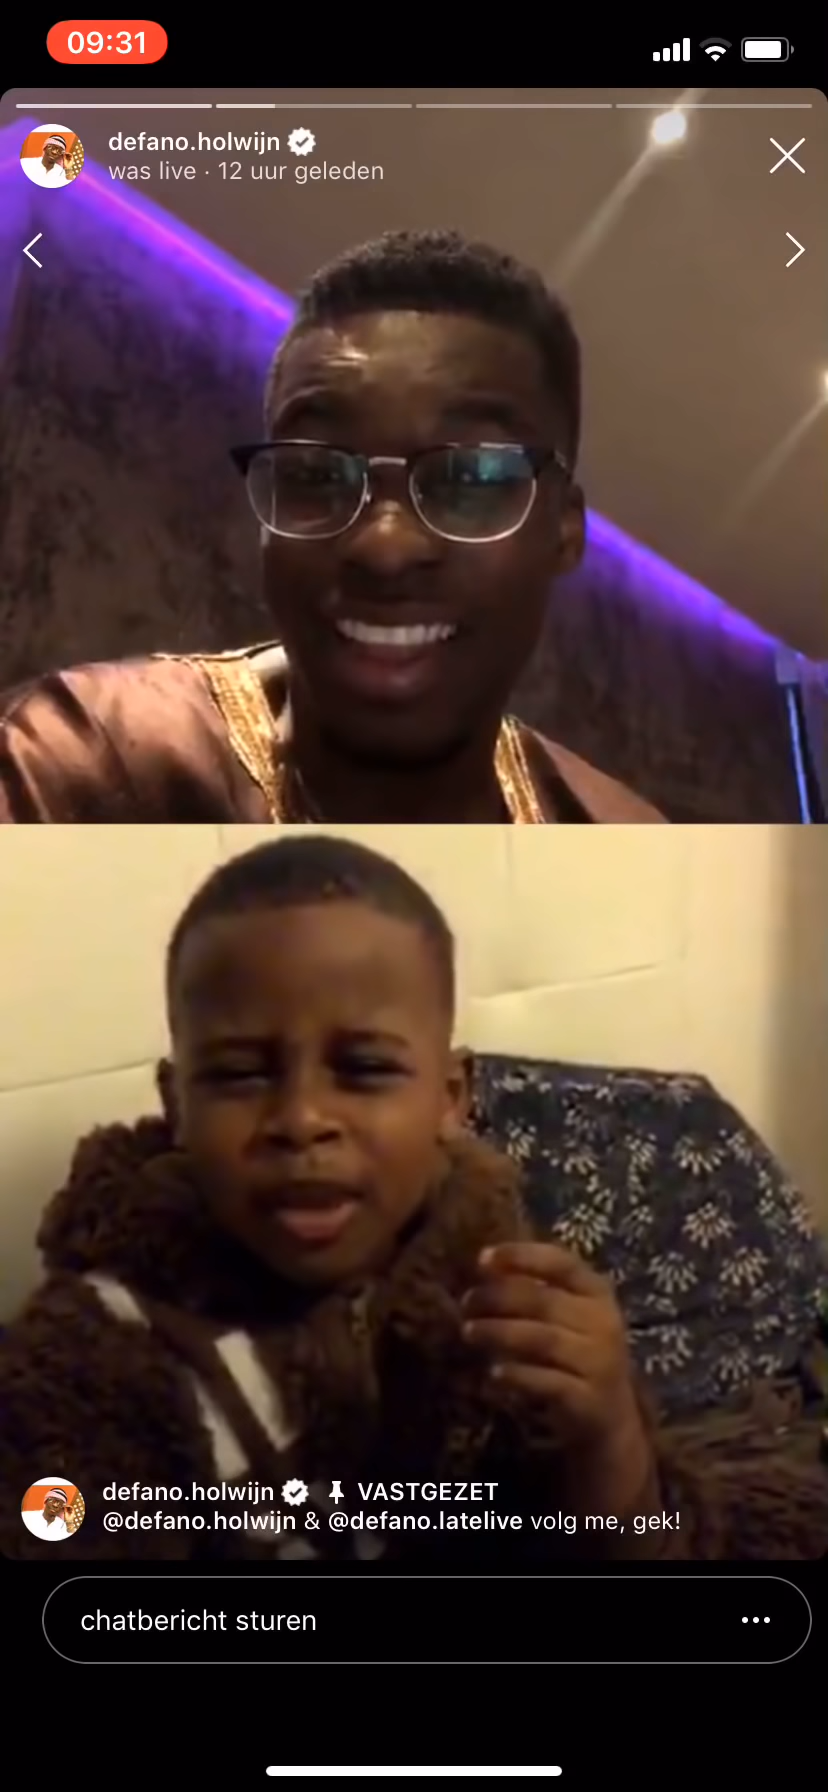 09:31
defano.holwijn
was live · 12 uur geleden
defano.holwijn VASTGEZET
@defano.holwijn & @defano.latelive volg me, gek!
chatbericht sturen